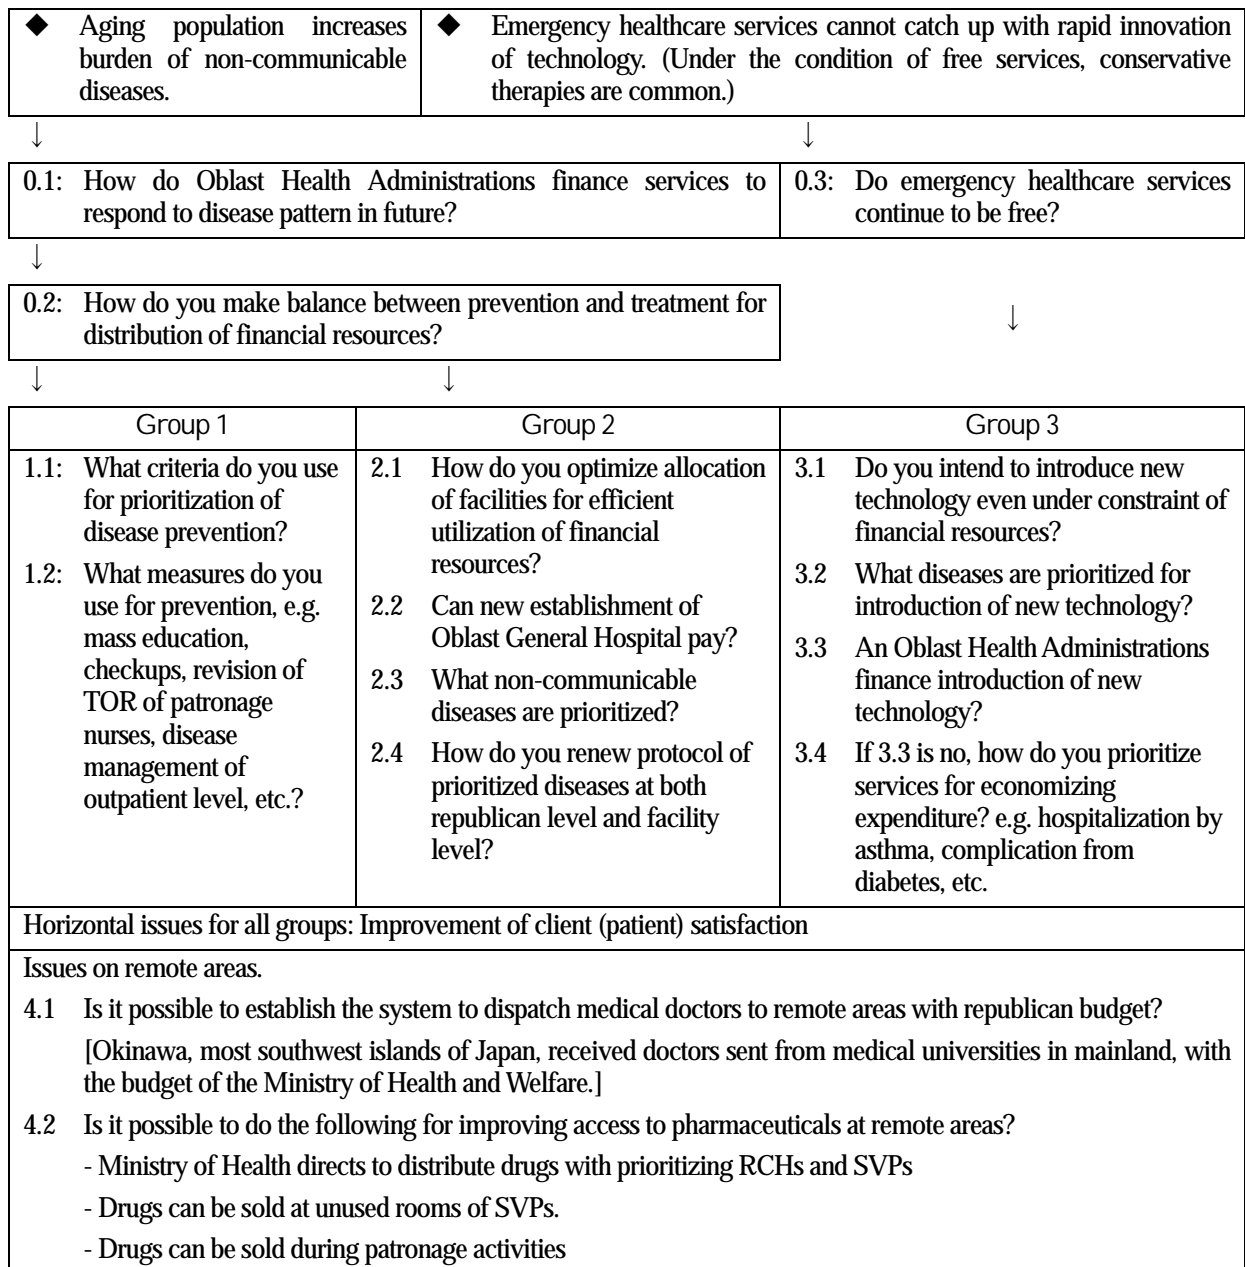 ◆ Aging population increases
burden of non-communicable
diseases.
◆ Emergency healthcare services cannot catch up with rapid innovation
of technology. (Under the condition of free services, conservative
therapies are common.)
↓ ↓
0.1: How do Oblast Health Administrations finance services to
respond to disease pattern in future?
0.3: Do emergency healthcare services
continue to be free?
↓
0.2: How do you make balance between prevention and treatment for
distribution of financial resources?
↓
↓ ↓
Group 1
1.1: What criteria do you use
for prioritization of
disease prevention?
1.2: What measures do you
use for prevention, e.g.
mass education,
checkups, revision of
TOR of patronage
nurses, disease
management of
outpatient level, etc.?
Group 2
2.1 How do you optimize allocation
of facilities for efficient
utilization of financial
resources?
2.2 Can new establishment of
Oblast General Hospital pay?
2.3 What non-communicable
diseases are prioritized?
2.4 How do you renew protocol of
prioritized diseases at both
republican level and facility
level?
Group 3
3.1 Do you intend to introduce new
technology even under constraint of
financial resources?
3.2 What diseases are prioritized for
introduction of new technology?
3.3 An Oblast Health Administrations
finance introduction of new
technology?
3.4 If 3.3 is no, how do you prioritize
services for economizing
expenditure? e.g. hospitalization by
asthma, complication from
diabetes, etc.
Horizontal issues for all groups: Improvement of client (patient) satisfaction
Issues on remote areas.
4.1 Is it possible to establish the system to dispatch medical doctors to remote areas with republican budget?
[Okinawa, most southwest islands of Japan, received doctors sent from medical universities in mainland, with
the budget of the Ministry of Health and Welfare.]
4.2 Is it possible to do the following for improving access to pharmaceuticals at remote areas?
- Ministry of Health directs to distribute drugs with prioritizing RCHs and SVPs
- Drugs can be sold at unused rooms of SVPs.
- Drugs can be sold during patronage activities